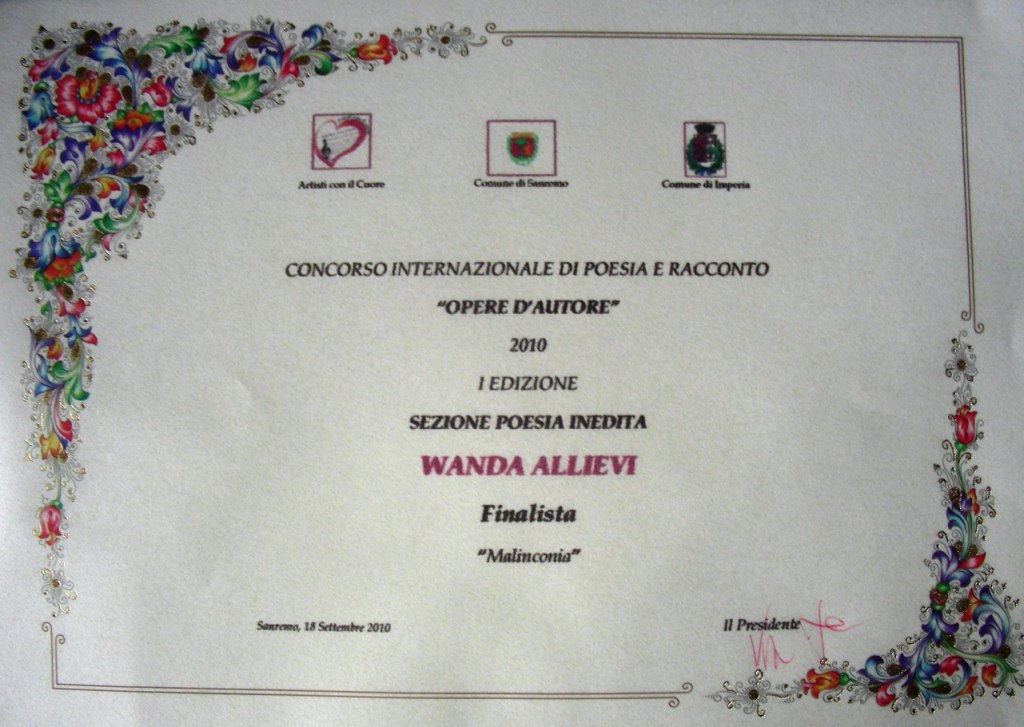 Artisti con il Cuore
Comune di Sanremo
Comune di Imperia
CONCORSO INTERNAZIONALE DI POESIA E RACCONTO
"OPERE D'AUTORE"
2010
I EDIZIONE
SEZIONE POESIA INEDITA
WANDA ALLIEVI
Finalista
"Malinconia"
Sanremo, 18 Settembre 2010
Il Presidente